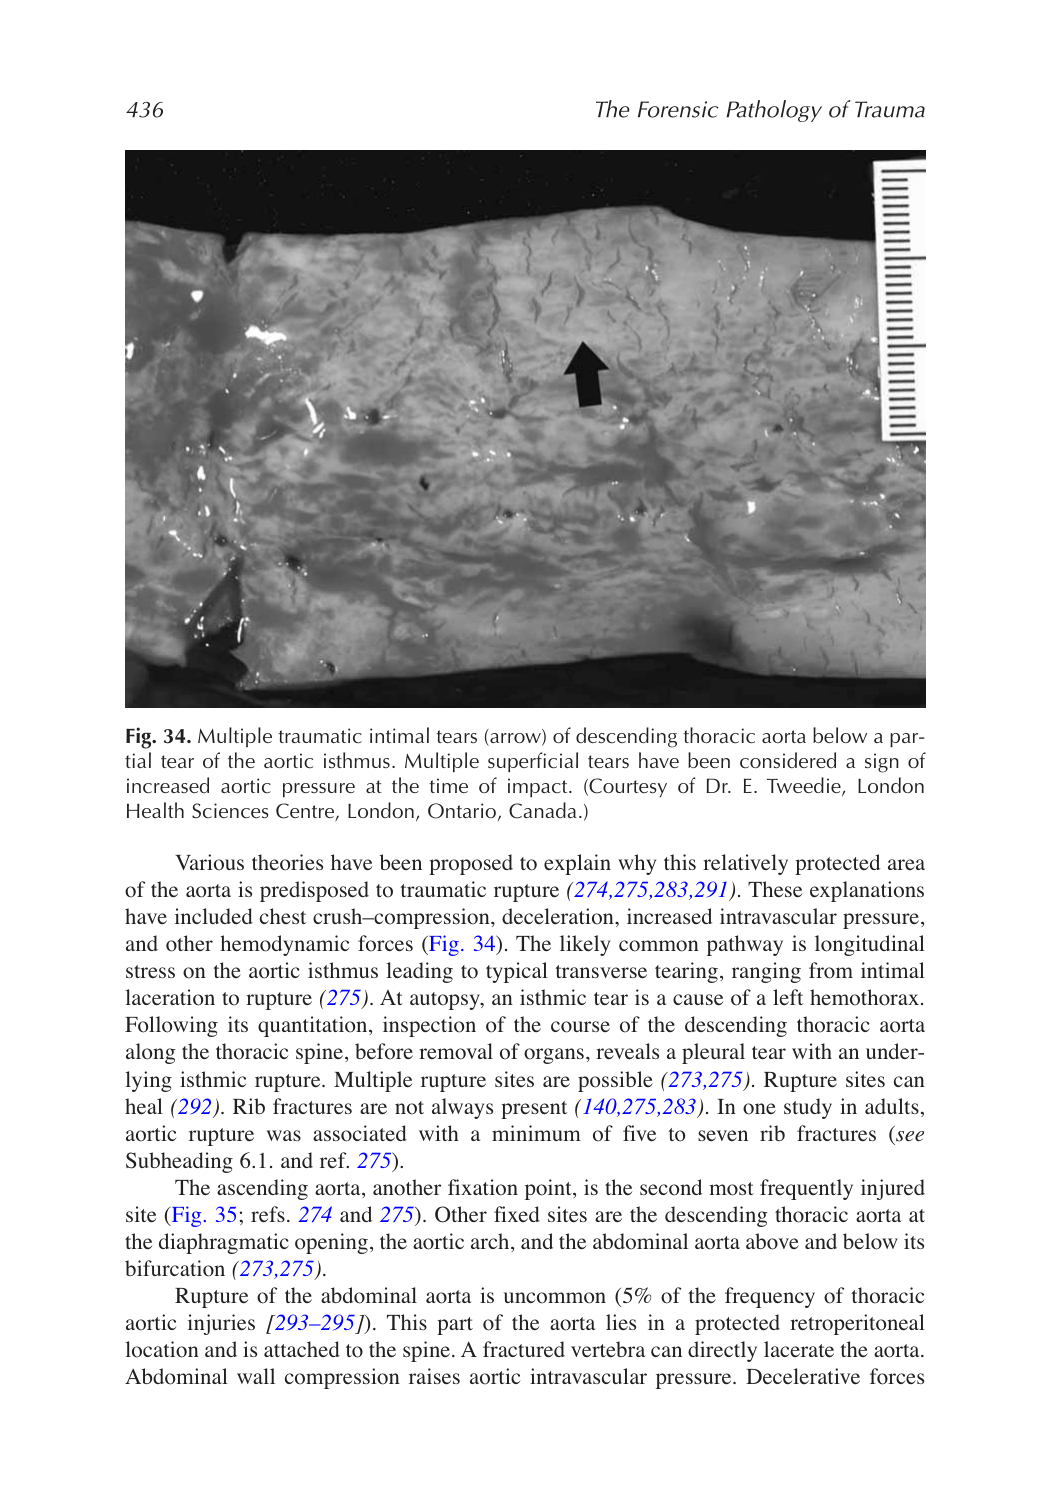 436
The Forensic Pathology of Trauma
Fig. 34. Multiple traumatic intimal tears (arrow) of descending thoracic aorta below a par-
tial tear of the aortic isthmus. Multiple superficial tears have been considered a sign of
increased aortic pressure at the time of impact. (Courtesy of Dr. E. Tweedie, London
Health Sciences Centre, London, Ontario, Canada.)
Various theories have been proposed to explain why this relatively protected area
of the aorta is predisposed to traumatic rupture (274,275,283,291). These explanations
have included chest crush–compression, deceleration, increased intravascular pressure,
and other hemodynamic forces (Fig. 34). The likely common pathway is longitudinal
stress on the aortic isthmus leading to typical transverse tearing, ranging from intimal
laceration to rupture (275). At autopsy, an isthmic tear is a cause of a left hemothorax.
Following its quantitation, inspection of the course of the descending thoracic aorta
along the thoracic spine, before removal of organs, reveals a pleural tear with an under-
lying isthmic rupture. Multiple rupture sites are possible (273,275). Rupture sites can
heal (292). Rib fractures are not always present (140,275,283). In one study in adults,
aortic rupture was associated with a minimum of five to seven rib fractures (see
Subheading 6.1. and ref. 275).
The ascending aorta, another fixation point, is the second most frequently injured
site (Fig. 35; refs. 274 and 275). Other fixed sites are the descending thoracic aorta at
the diaphragmatic opening, the aortic arch, and the abdominal aorta above and below its
bifurcation (273,275).
Rupture of the abdominal aorta is uncommon (5% of the frequency of thoracic
aortic injuries [293–295]). This part of the aorta lies in a protected retroperitoneal
location and is attached to the spine. A fractured vertebra can directly lacerate the aorta.
Abdominal wall compression raises aortic intravascular pressure. Decelerative forces